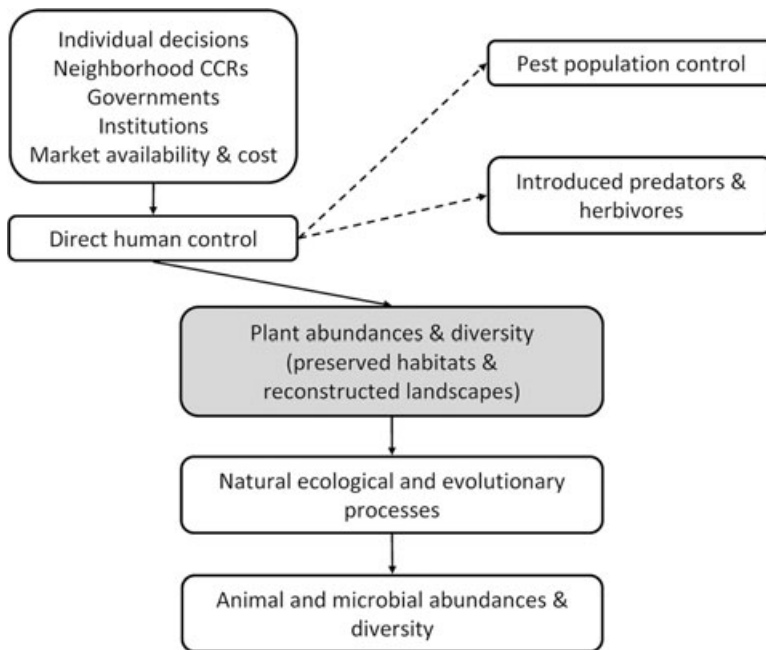 Individual decisions
Neighborhood CCRs
Governments
Institutions
Market availability & cost
Pest population control
Introduced predators &
herbivores
Direct human control
Plant abundances & diversity
(preserved habitats &
reconstructed landscapes)
Natural ecological and evolutionary
processes
Animal and microbial abundances &
diversity